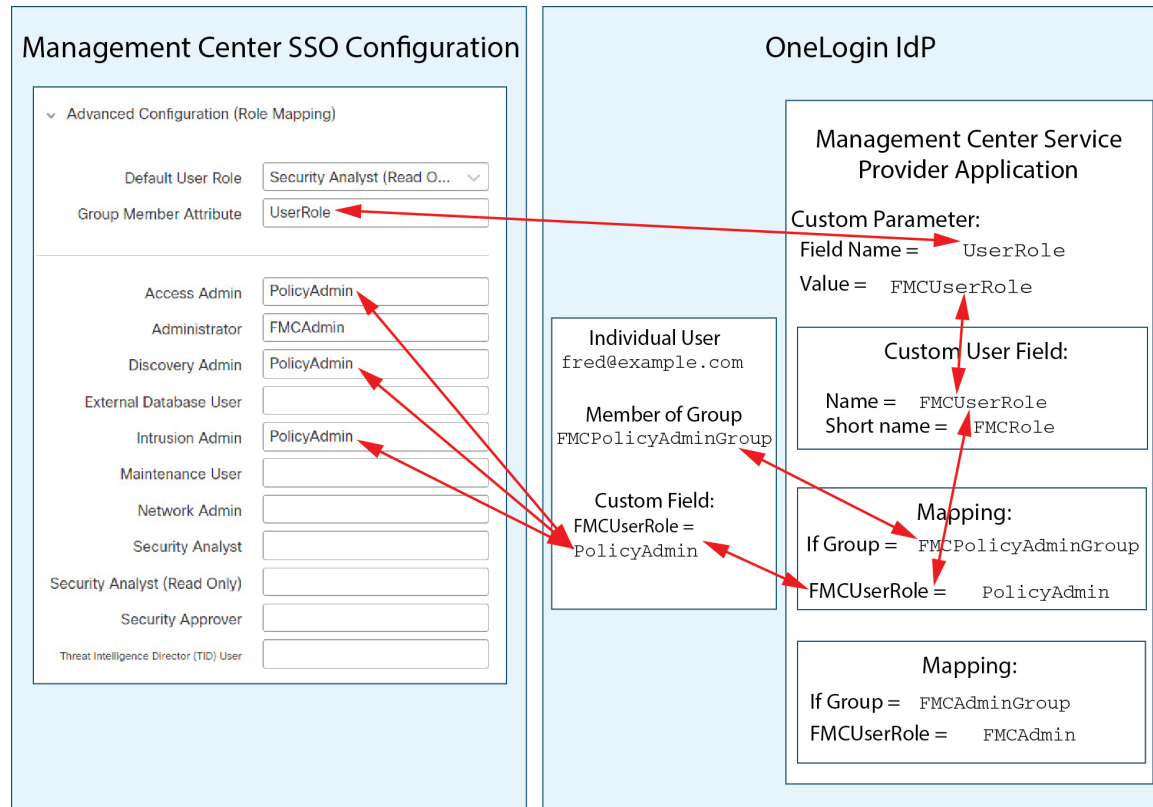 Management Center SSO Configuration
Advanced Configuration (Role Mapping)
Default User Role Security Analyst (Read O...
Group Member Attribute UserRole
Access Admin PolicyAdmin
Administrator FMCAdmin
Discovery Admin PolicyAdmin
External Database User
Intrusion Admin PolicyAdmin
Maintenance User
Network Admin
Security Analyst
Security Analyst (Read Only)
Security Approver
Threat Intelligence Director (TID) User
OneLogin IdP
Individual User
fred@example.com
Member of Group
FMCPolicyAdminGroup
Custom Field:
FMCUserRole =
PolicyAdmin
Management Center Service
Provider Application
Custom Parameter:
Field Name = UserRole
Value = FMCUserRole
Custom User Field:
Name = FMCUserRole
Short name = FMCRole
Mapping:
If Group = FMCPolicyAdminGroup
FMCUserRole = PolicyAdmin
Mapping:
If Group = FMCAdminGroup
FMCUserRole = FMCAdmin